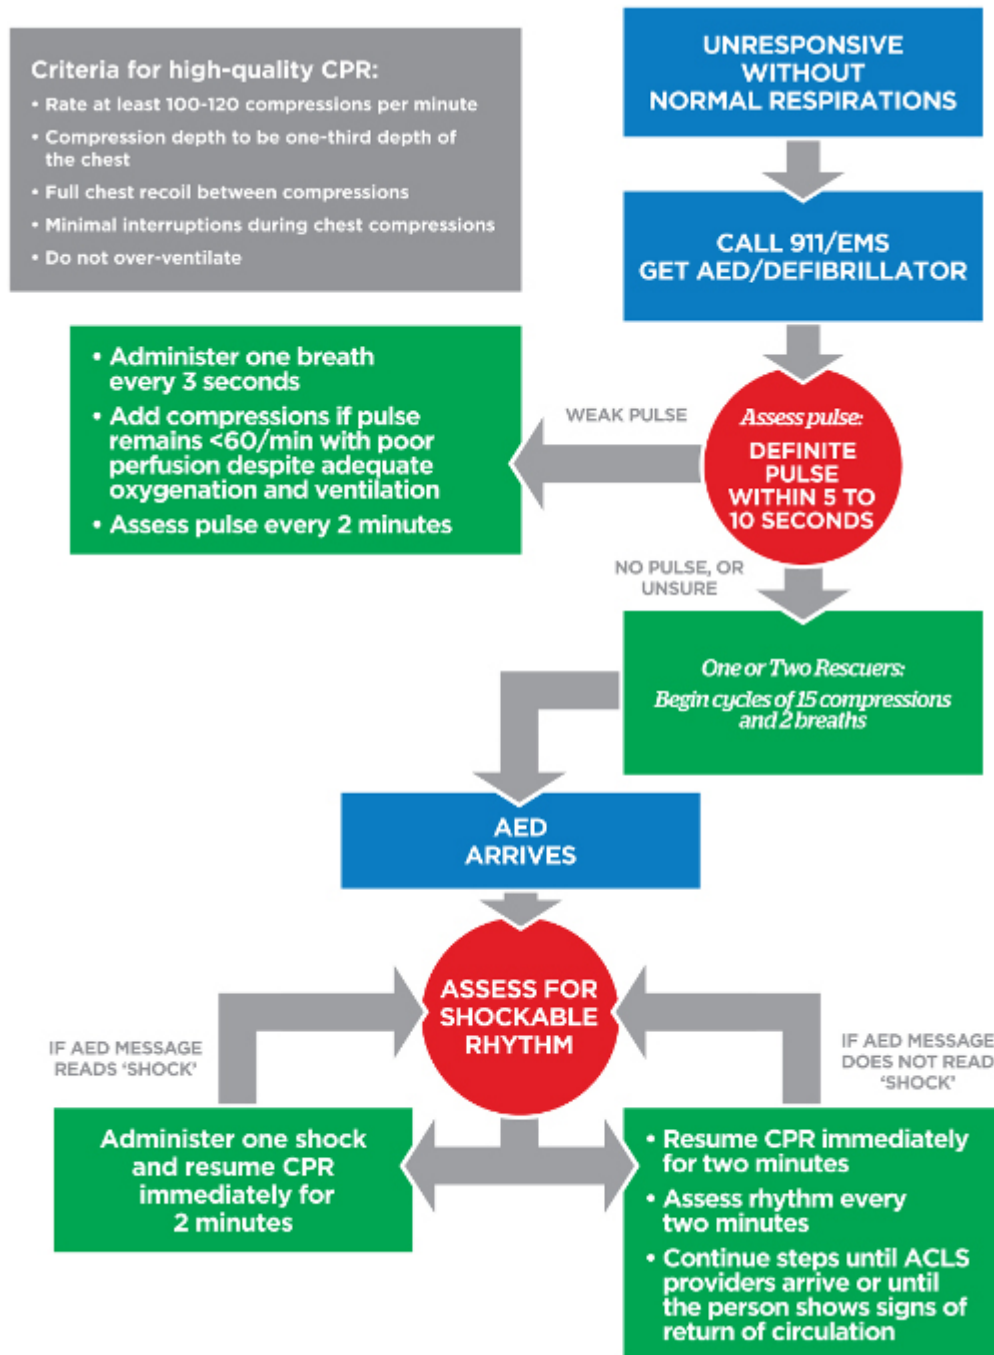 Criteria for high-quality CPR:
• Rate at least 100-120 compressions per minute
• Compression depth to be one-third depth of
the chest
• Full chest recoil between compressions
• Minimal interruptions during chest compressions
• Do not over-ventilate
UNRESPONSIVE
WITHOUT
NORMAL RESPIRATIONS
CALL 911/EMS
GET AED/DEFIBRILLATOR
Assess pulse:
DEFINITE
PULSE
WITHIN 5 TO
10 SECONDS
WEAK PULSE
• Administer one breath
every 3 seconds
• Add compressions if pulse
remains <60/min with poor
perfusion despite adequate
oxygenation and ventilation
• Assess pulse every 2 minutes
NO PULSE, OR
UNSURE
One or Two Rescuers:
Begin cycles of 15 compressions
and 2 breaths
AED
ARRIVES
ASSESS FOR
SHOCKABLE
RHYTHM
IF AED MESSAGE
READS ‘SHOCK’
Administer one shock
and resume CPR
immediately for
2 minutes
IF AED MESSAGE
DOES NOT READ
‘SHOCK’
• Resume CPR immediately
for two minutes
• Assess rhythm every
two minutes
• Continue steps until ACLS
providers arrive or until
the person shows signs of
return of circulation